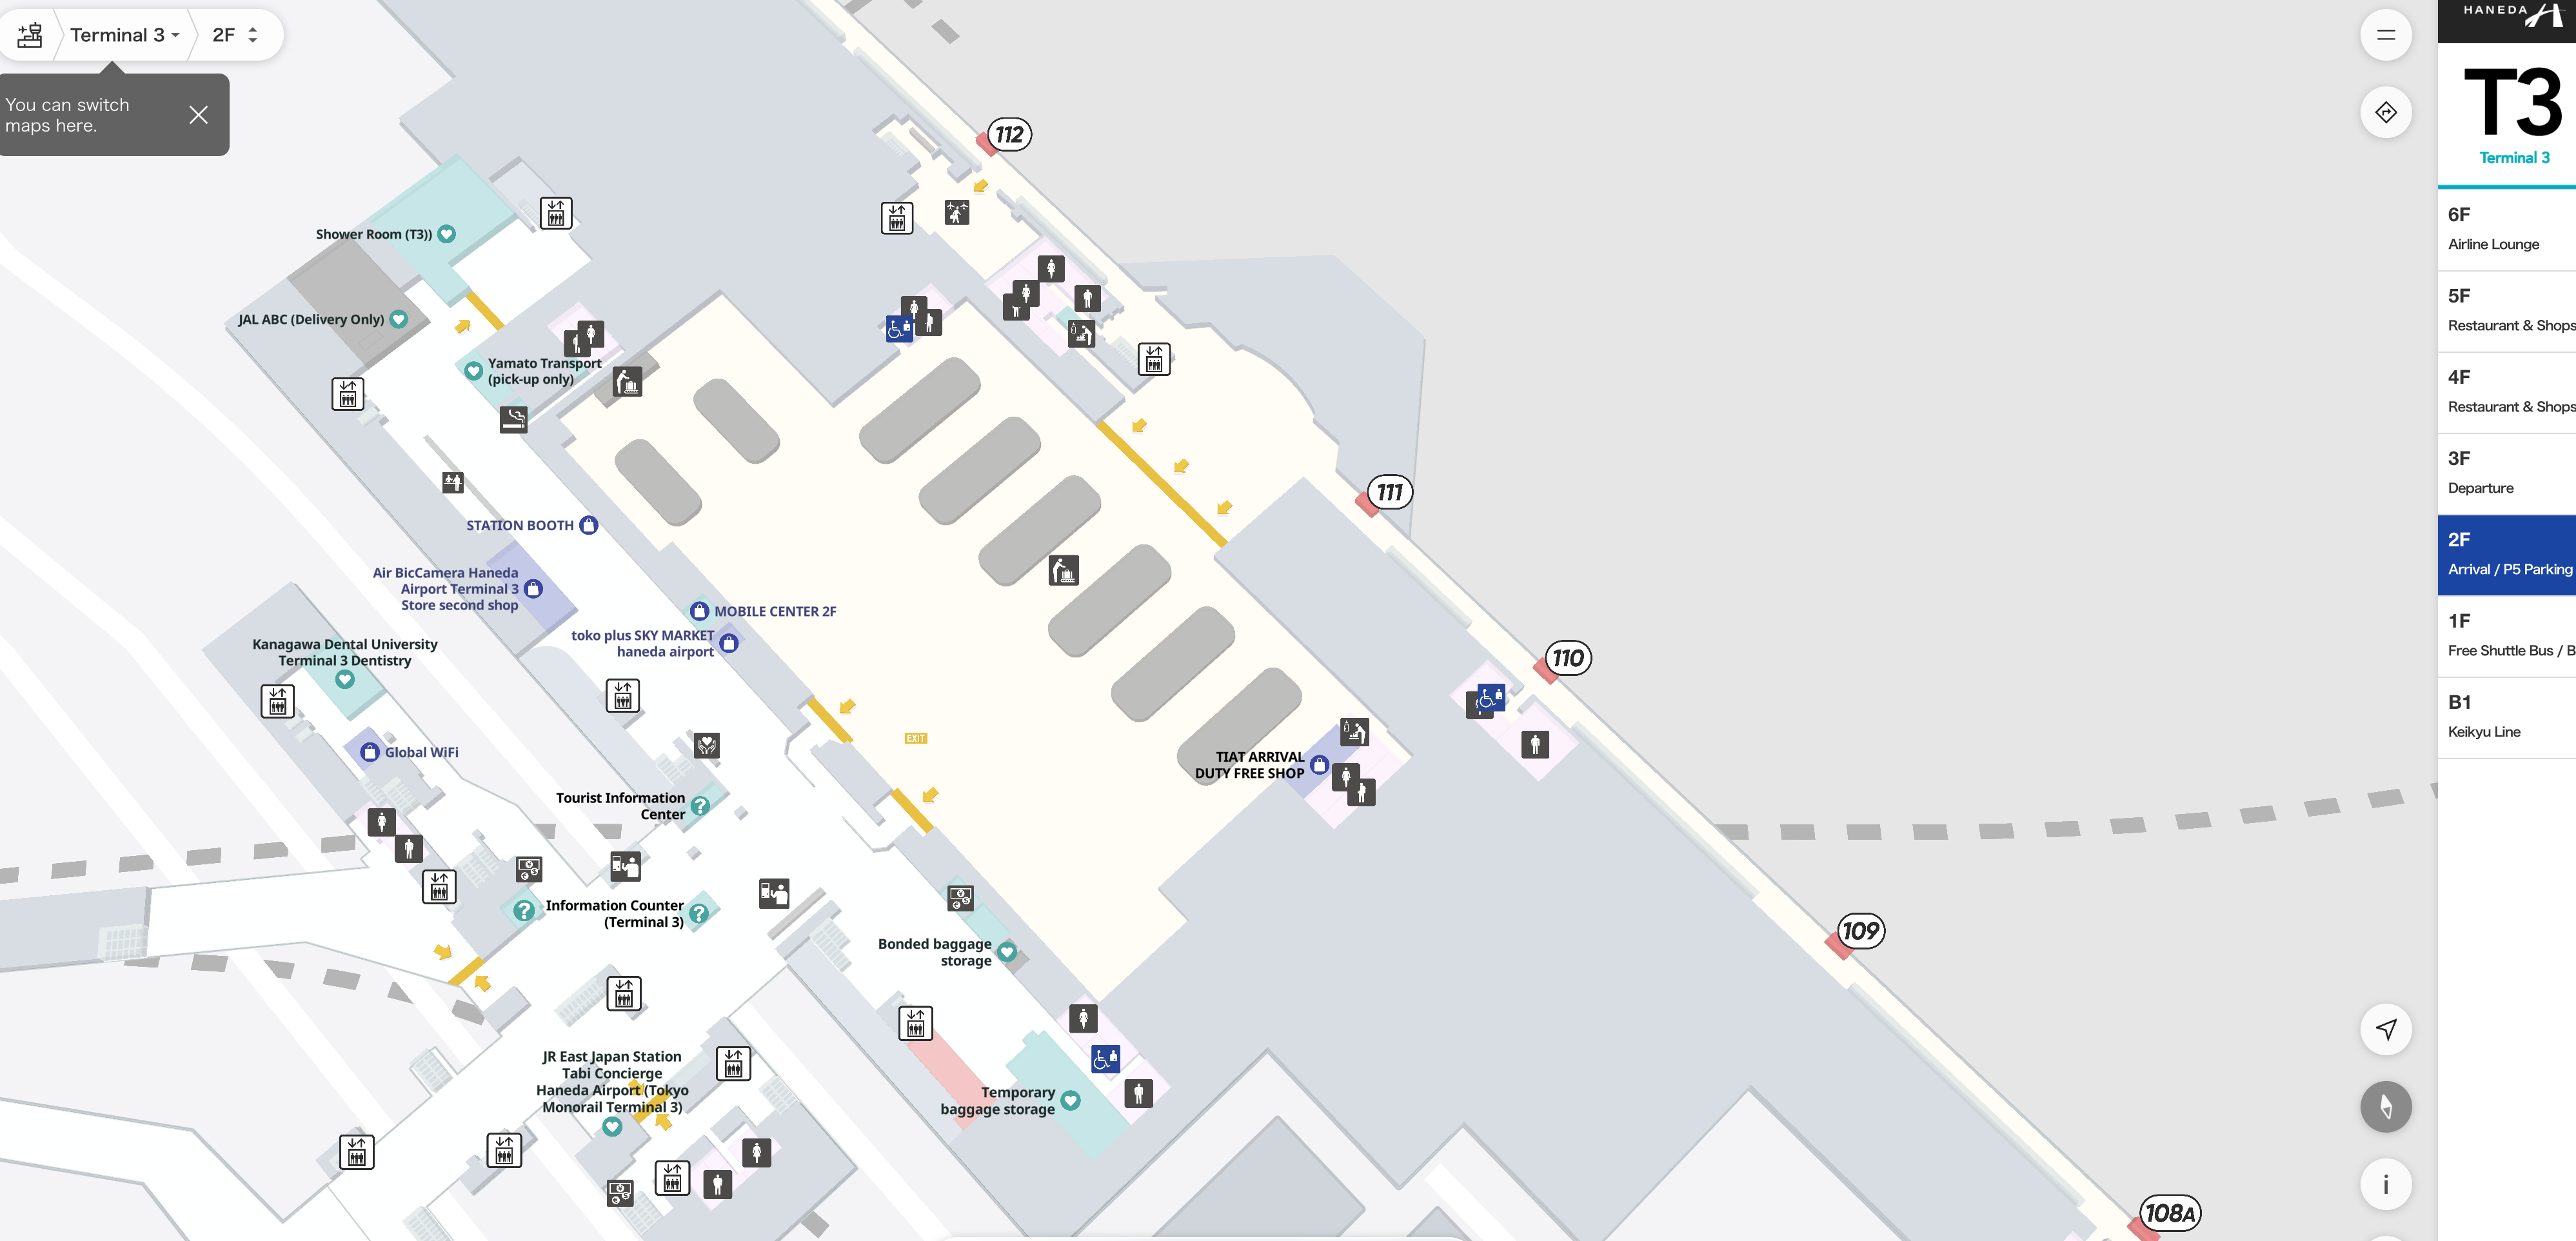 Terminal 3
2F
You can switch
maps here.
HANEDA
T3
Terminal 3
6F
Airline Lounge
5F
Restaurant & Shops
4F
Restaurant & Shops
3F
Departure
2F
Arrival / P5 Parking
1F
Free Shuttle Bus / B
B1
Keikyu Line
112
Shower Room (T3))
JAL ABC (Delivery Only)
Yamato Transport
(pick-up only)
111
STATION BOOTH
Air BicCamera Haneda
Airport Terminal 3
Store second shop
MOBILE CENTER 2F
toko plus SKY MARKET
haneda airport
Kanagawa Dental University
Terminal 3 Dentistry
110
Global WiFi
EXIT
TIAT ARRIVAL
DUTY FREE SHOP
Tourist Information
Center
Information Counter
(Terminal 3)
109
Bonded baggage
storage
JR East Japan Station
Tabi Concierge
Haneda Airport (Tokyo
Monorail Terminal 3)
Temporary
baggage storage
108A